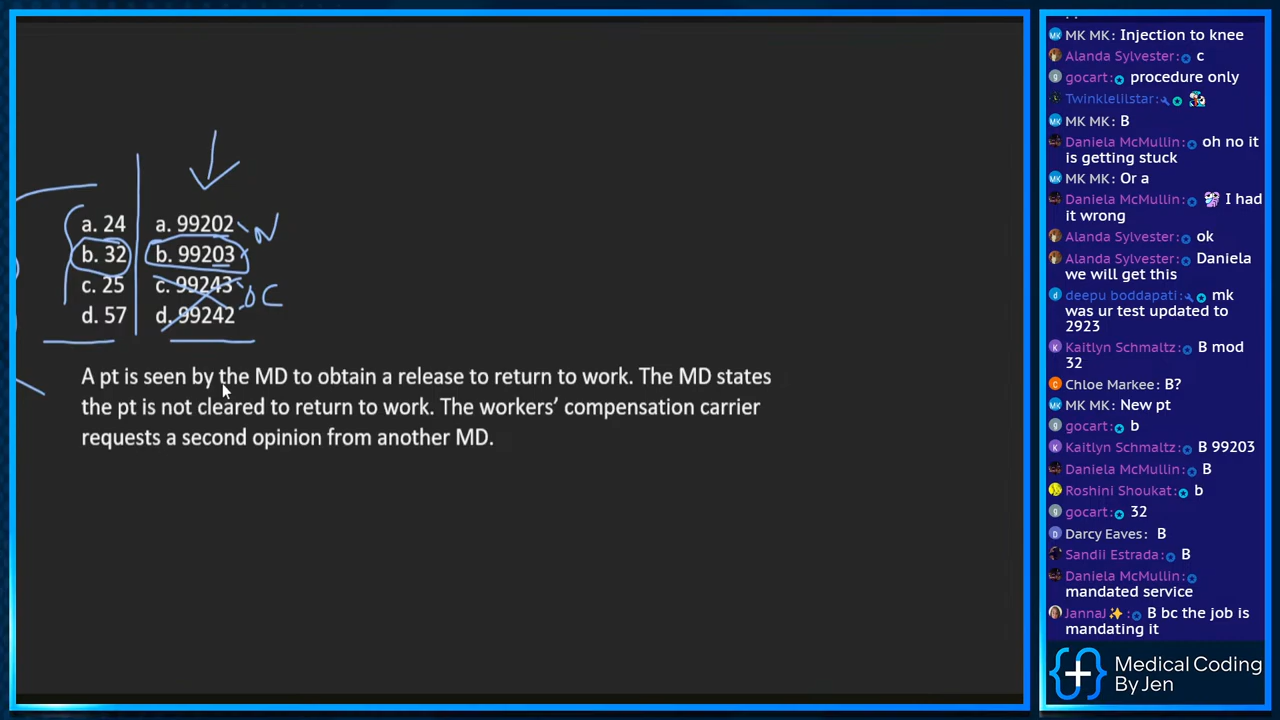 a. 24
b. 32
c. 25
d. 57
a. 99202
b. 99203
c. 99243
d. 99242
N
OC
A pt is seen by the MD to obtain a release to return to work. The MD states
the pt is not cleared to return to work. The workers’ compensation carrier
requests a second opinion from another MD.
MK MK: Injection to knee
Alanda Sylvester: c
gocart: procedure only
Twinklelilstar:
MK MK: B
Daniela McMullin: oh no it
is getting stuck
MK MK: Or a
Daniela McMullin: I had
it wrong
Alanda Sylvester: ok
Alanda Sylvester: Daniela
we will get this
deepu boddapati: mk
was ur test updated to
2923
Kaitlyn Schmaltz: B mod
32
Chloe Markee: B?
MK MK: New pt
gocart: b
Kaitlyn Schmaltz: B 99203
Daniela McMullin: B
Roshini Shoukat: b
gocart: 32
Darcy Eaves: B
Sandii Estrada: B
Daniela McMullin:
mandated service
JannaJ✨: B bc the job is
mandating it
Medical Coding
By Jen